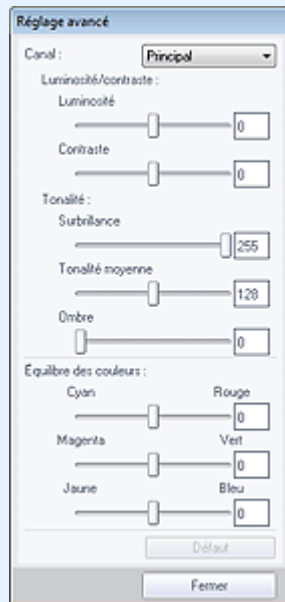 Réglage avancé
Canal : Principal
Luminosité/contraste :
Luminosité
0
Contraste
0
Tonalité :
Surbrillance
255
Tonalité moyenne
128
Ombre
0
Équilibre des couleurs :
Cyan Rouge
0
Magenta Vert
0
Jaune Bleu
0
Défaut
Fermer